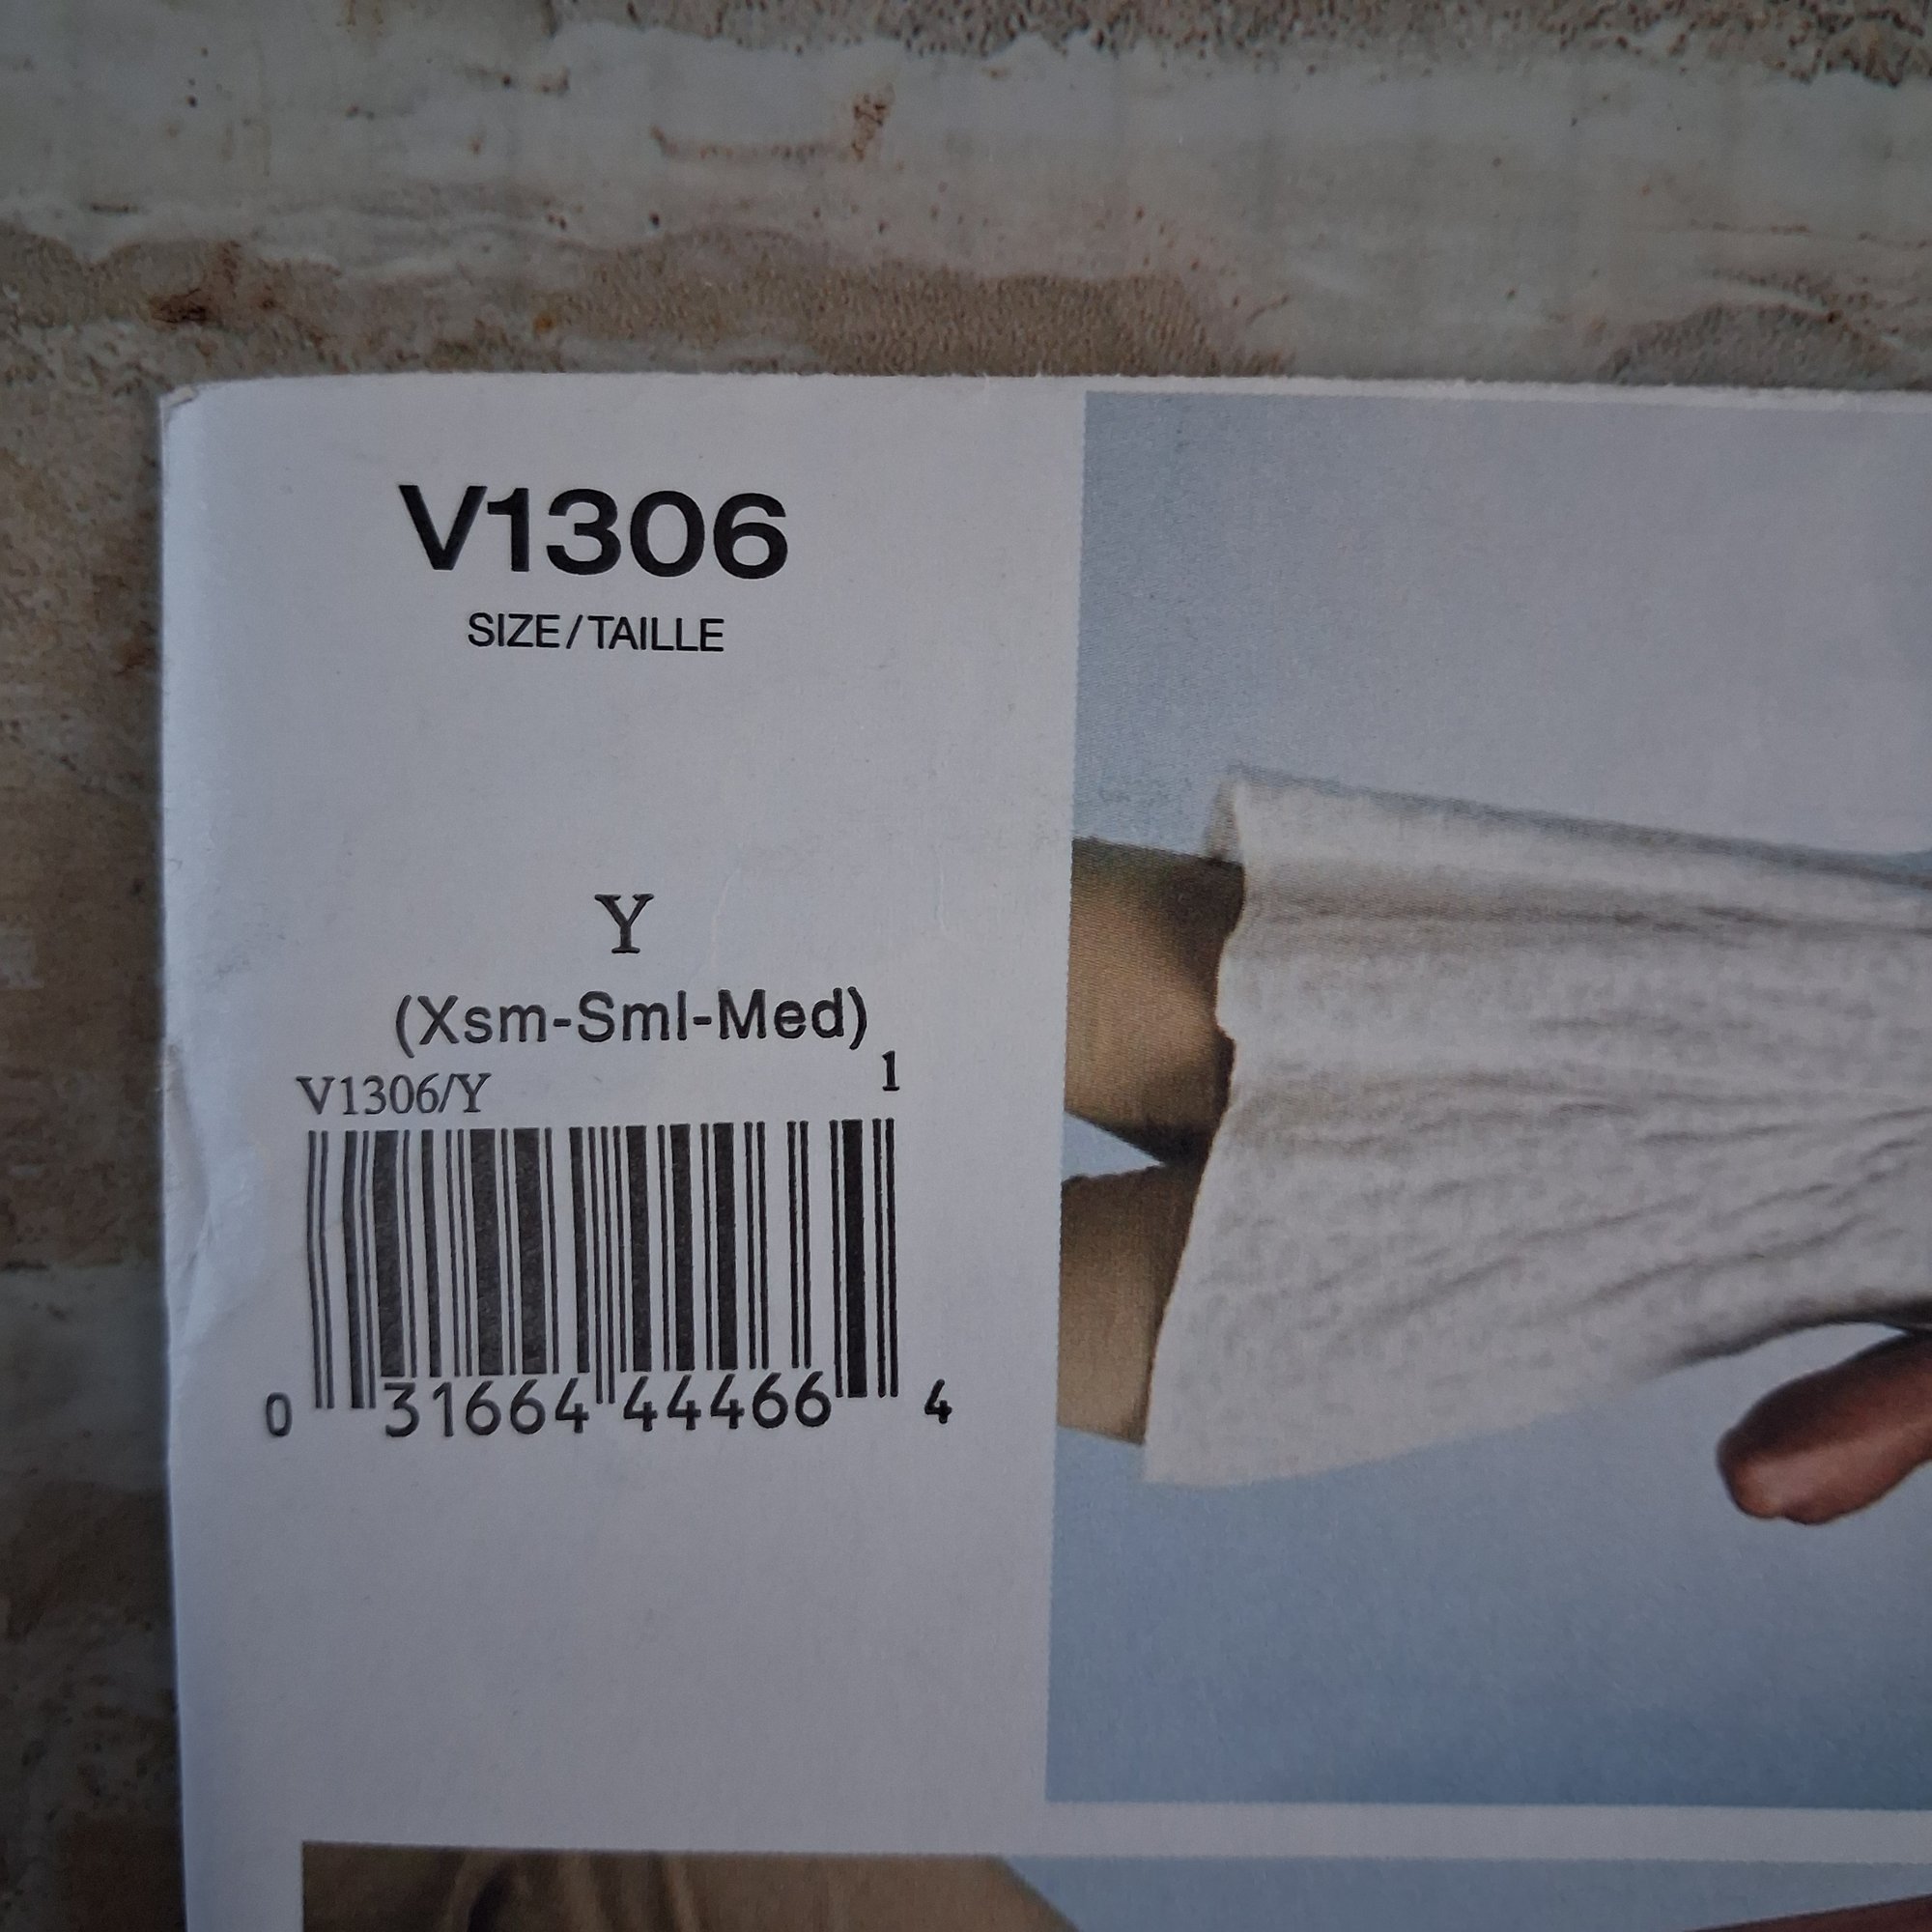 V1306
SIZE/TAILLE
Y
(Xsm-Sml-Med)
V1306/Y 1
0 31664 44466 4